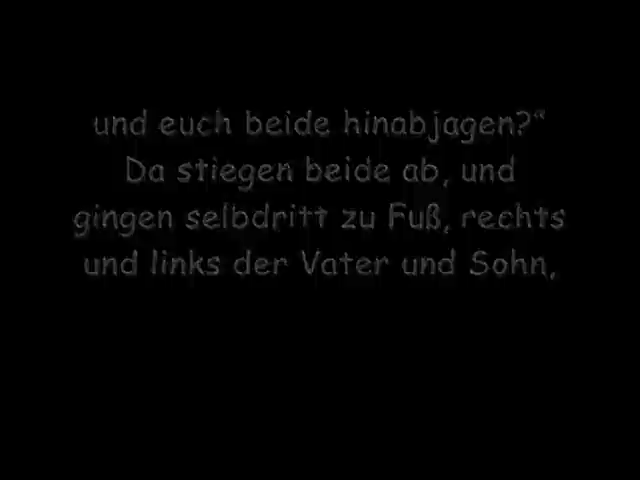 und euch beide hinabjagen?“
Da stiegen beide ab, und
gingen selbdritt zu Fuß, rechts
und links der Vater und Sohn,